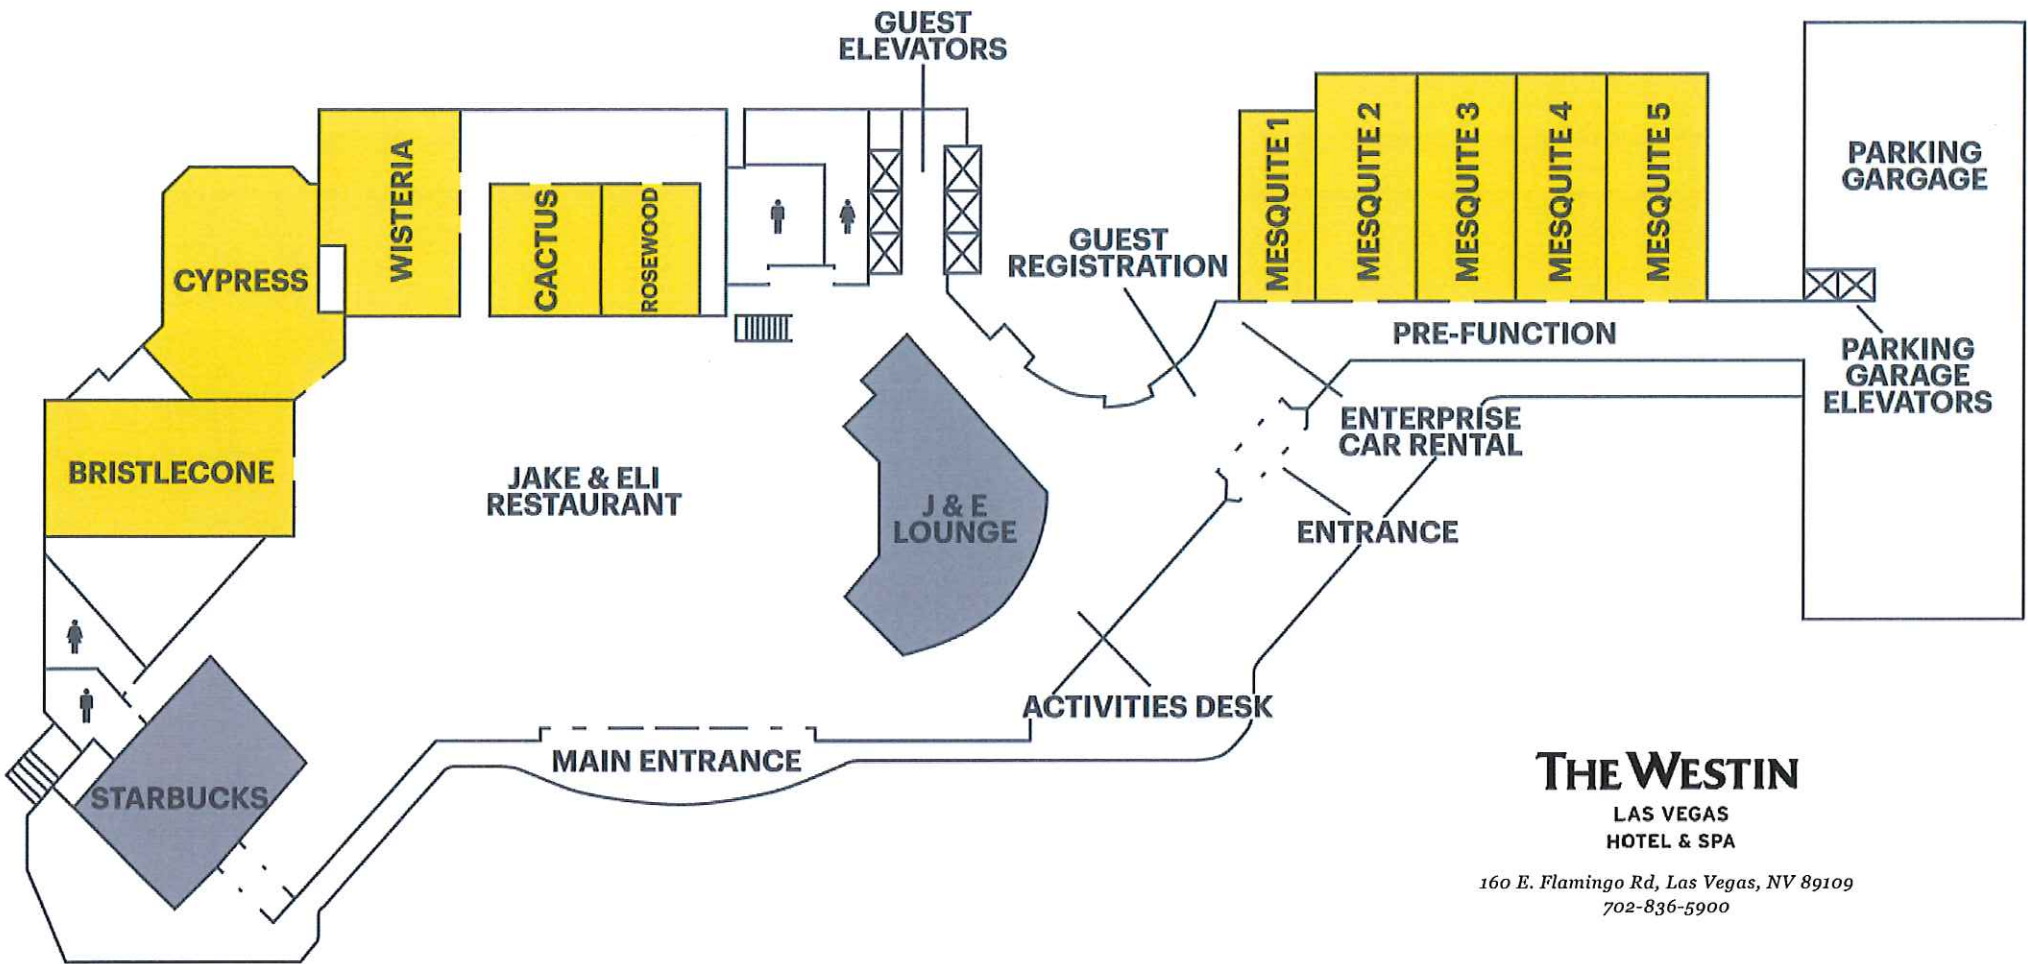 GUEST
ELEVATORS
MESQUITE 1
MESQUITE 2
MESQUITE 3
MESQUITE 4
MESQUITE 5
PARKING
GARGAGE
WISTERIA
CACTUS
ROSEWOOD
CYPRESS
GUEST
REGISTRATION
PRE-FUNCTION
PARKING
GARAGE
ELEVATORS
ENTERPRISE
CAR RENTAL
BRISTLECONE
JAKE & ELI
RESTAURANT
J & E
LOUNGE
ENTRANCE
ACTIVITIES DESK
MAIN ENTRANCE
STARBUCKS
THE WESTIN
LAS VEGAS
HOTEL & SPA
160 E. Flamingo Rd, Las Vegas, NV 89109
702-836-5900